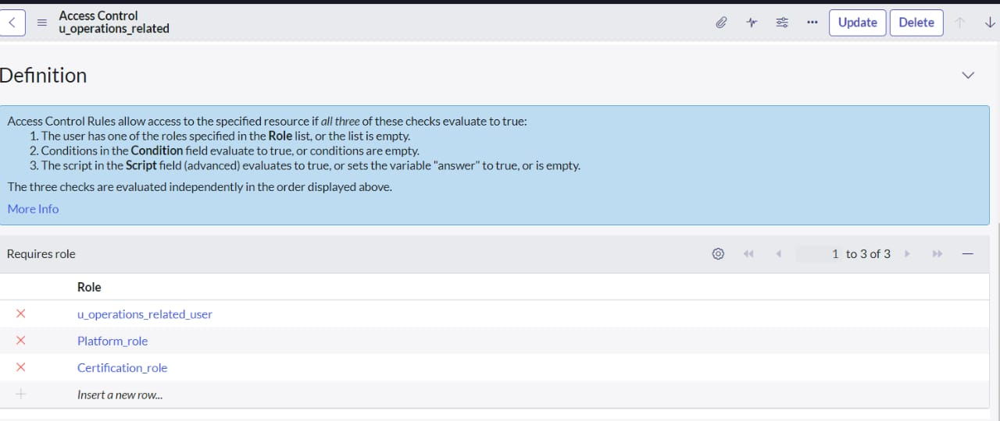 Access Control
u_operations_related
Update
Delete
Definition
Access Control Rules allow access to the specified resource if all three of these checks evaluate to true:
1. The user has one of the roles specified in the Role list, or the list is empty.
2. Conditions in the Condition field evaluate to true, or conditions are empty.
3. The script in the Script field (advanced) evaluates to true, or sets the variable "answer" to true, or is empty.
The three checks are evaluated independently in the order displayed above.
More Info
Requires role
1 to 3 of 3
Role
u_operations_related_user
Platform_role
Certification_role
Insert a new row...